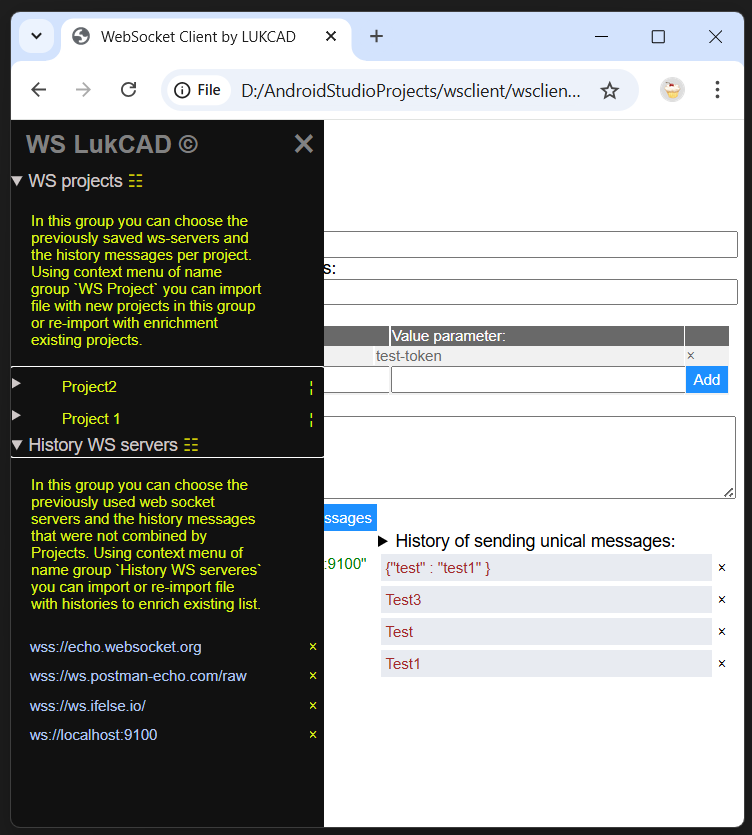 WebSocket Client by LUKCAD
File
D:/AndroidStudioProjects/wsclient/wsclien...
WS LukCAD ©
WS projects ☷
In this group you can choose the
previously saved ws-servers and
the history messages per project.
Using context menu of name
group `WS Project` you can import
file with new projects in this group
or re-import with enrichment
existing projects.
Project2
Project 1
History WS servers ☷
In this group you can choose the
previously used web socket
servers and the history messages
that were not combined by
Projects. Using context menu of
name group `History WS serveres`
you can import or re-import file
with histories to enrich existing list.
wss://echo.websocket.org ×
wss://ws.postman-echo.com/raw ×
wss://ws.ifelse.io/ ×
ws://localhost:9100 ×
s:
Value parameter:
test-token ×
Add
ssages
:9100"
History of sending unical messages:
{"test" : "test1" } ×
Test3 ×
Test ×
Test1 ×